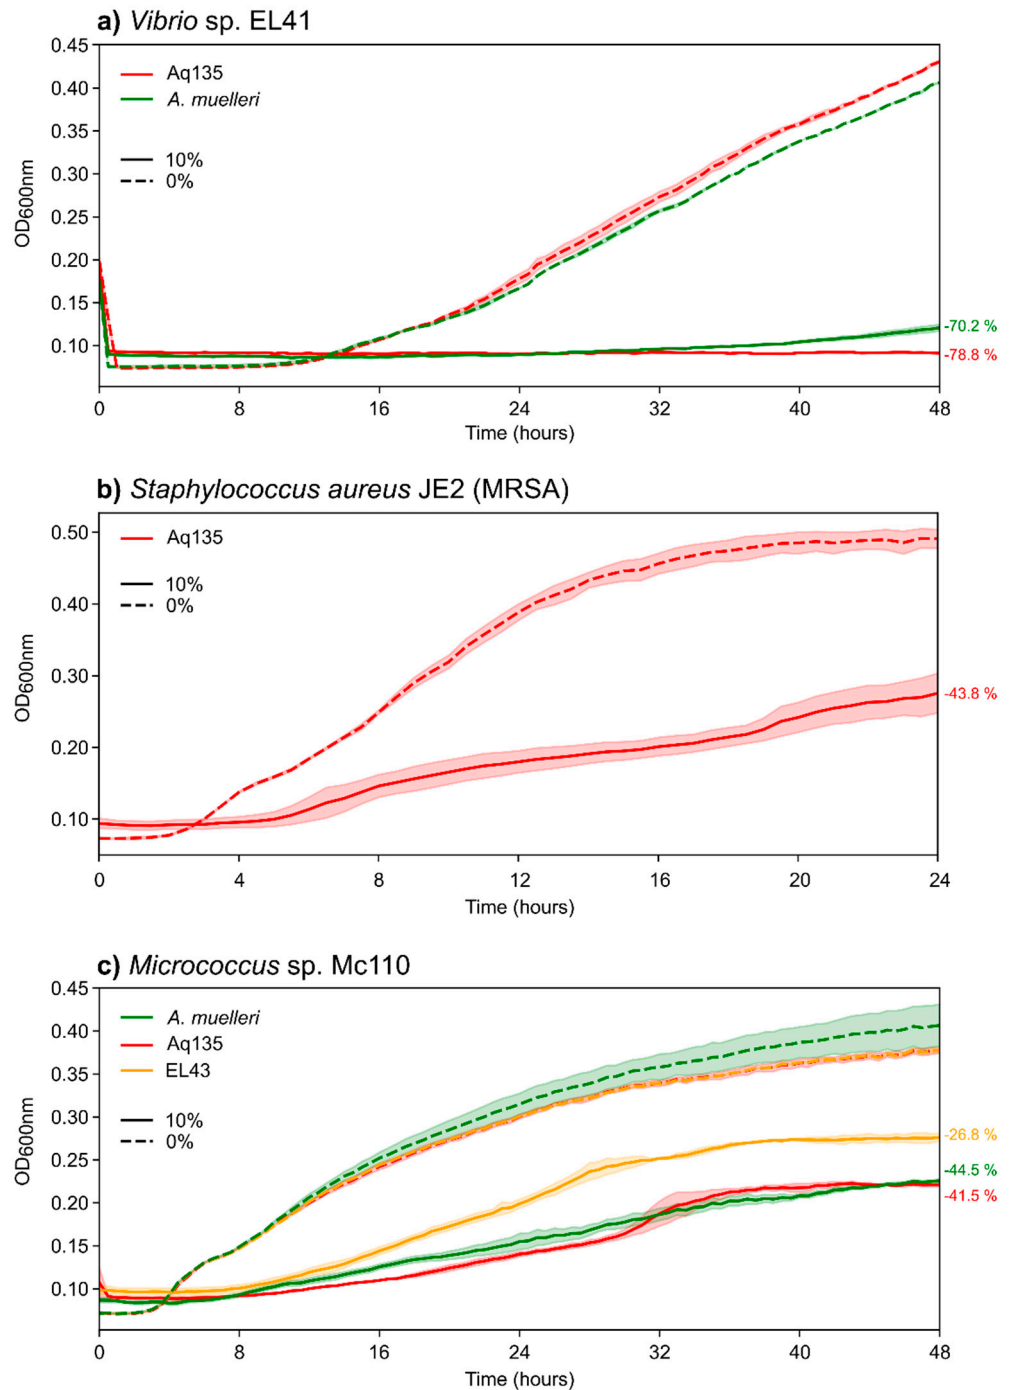 a) Vibrio sp. EL41
0.45
0.40
0.35
0.30
0.25
0.20
0.15
0.10
OD600nm
Aq135
A. muelleri
10%
0%
-70.2 %
-78.8 %
0 8 16 24 32 40 48
Time (hours)
b) Staphylococcus aureus JE2 (MRSA)
0.50
0.40
0.30
0.20
0.10
OD600nm
Aq135
10%
0%
-43.8 %
0 4 8 12 16 20 24
Time (hours)
c) Micrococcus sp. Mc110
0.45
0.40
0.35
0.30
0.25
0.20
0.15
0.10
OD600nm
A. muelleri
Aq135
EL43
10%
0%
-26.8 %
-44.5 %
-41.5 %
0 8 16 24 32 40 48
Time (hours)